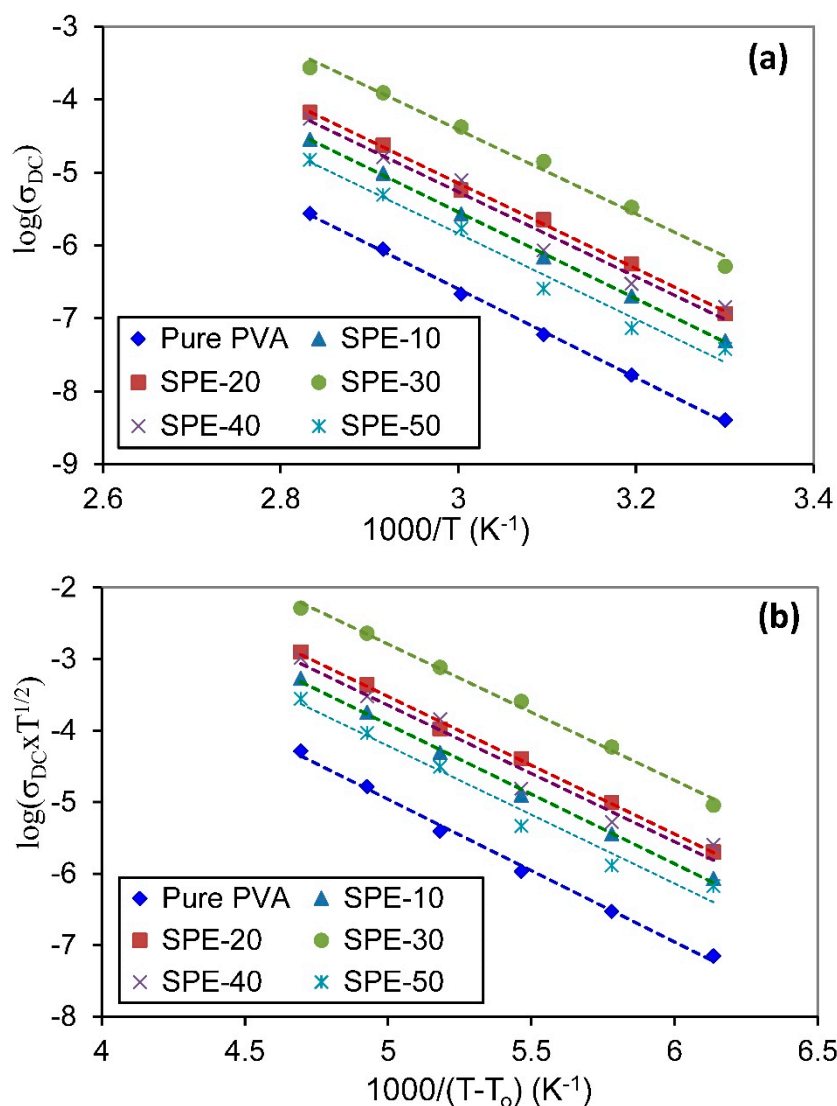 (a)
-3
-4
-5
-6
-7
-8
-9
log(σDC)
Pure PVA SPE-10
SPE-20 SPE-30
SPE-40 SPE-50
2.6 2.8 3 3.2 3.4
1000/T (K-1)
(b)
-2
-3
-4
-5
-6
-7
-8
log(σDCxT1/2)
Pure PVA SPE-10
SPE-20 SPE-30
SPE-40 SPE-50
4 4.5 5 5.5 6 6.5
1000/(T-To) (K-1)